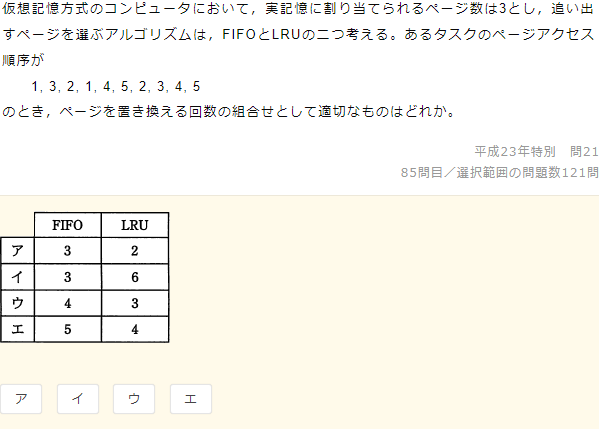 仮想記憶方式のコンピュータにおいて，実記憶に割り当てられるページ数は3とし，追い出
すページを選ぶアルゴリズムは，FIFOとLRUの二つ考える。あるタスクのページアクセス
順序が
1, 3, 2, 1, 4, 5, 2, 3, 4, 5
のとき，ページを置き換える回数の組合せとして適切なものはどれか。
平成23年特別　問21
85問目／選択範囲の問題数121問
FIFO LRU
ア 3 2
イ 3 6
ウ 4 3
エ 5 4
ア イ ウ エ